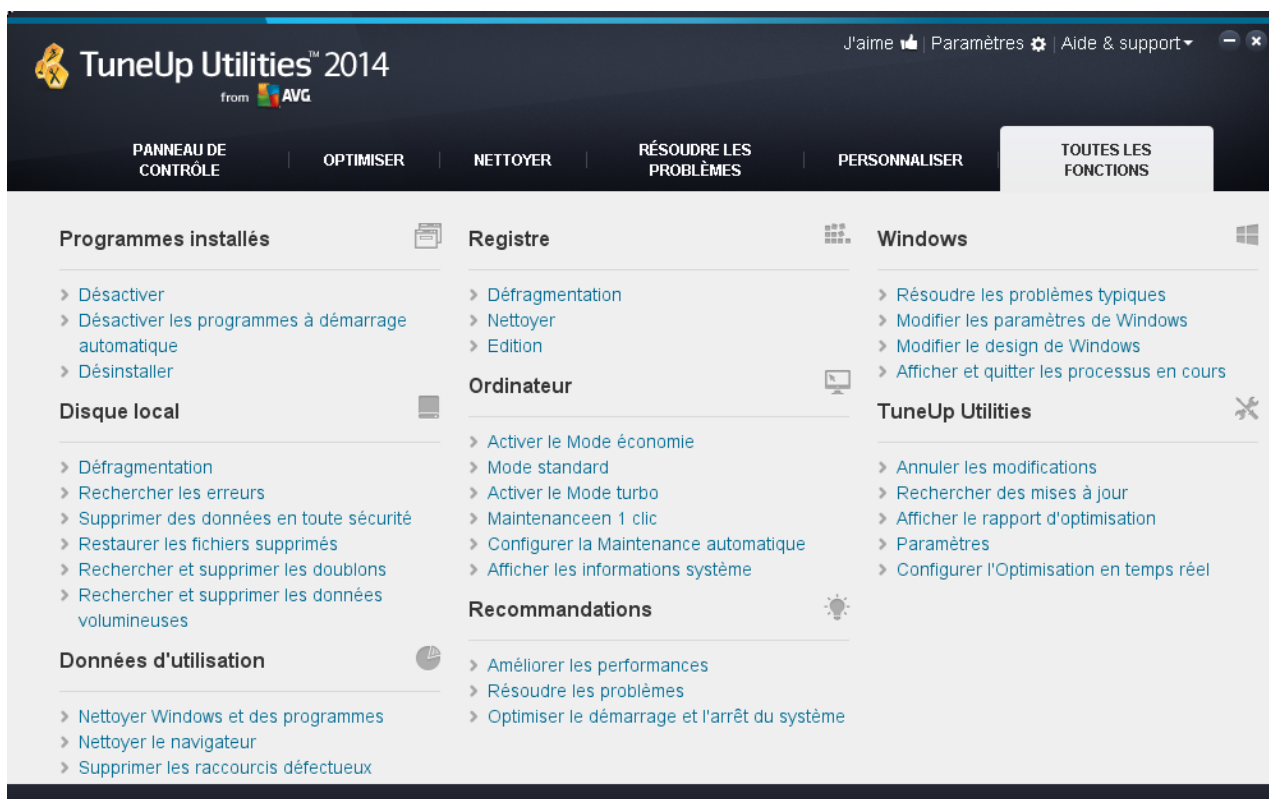 J'aime | Paramètres | Aide & support
TuneUp Utilities™ 2014
from AVG
PANNEAU DE
CONTRÔLE
OPTIMISER
NETTOYER
RÉSOUDRE LES
PROBLÈMES
PERSONNALISER
TOUTES LES
FONCTIONS
Programmes installés
Désactiver
Désactiver les programmes à démarrage
automatique
Désinstaller
Disque local
Défragmentation
Rechercher les erreurs
Supprimer des données en toute sécurité
Restaurer les fichiers supprimés
Rechercher et supprimer les doublons
Rechercher et supprimer les données
volumineuses
Données d'utilisation
Nettoyer Windows et des programmes
Nettoyer le navigateur
Supprimer les raccourcis défectueux
Registre
Défragmentation
Nettoyer
Edition
Ordinateur
Activer le Mode économie
Mode standard
Activer le Mode turbo
Maintenanceen 1 clic
Configurer la Maintenance automatique
Afficher les informations système
Recommandations
Améliorer les performances
Résoudre les problèmes
Optimiser le démarrage et l'arrêt du système
Windows
Résoudre les problèmes typiques
Modifier les paramètres de Windows
Modifier le design de Windows
Afficher et quitter les processus en cours
TuneUp Utilities
Annuler les modifications
Rechercher des mises à jour
Afficher le rapport d'optimisation
Paramètres
Configurer l'Optimisation en temps réel